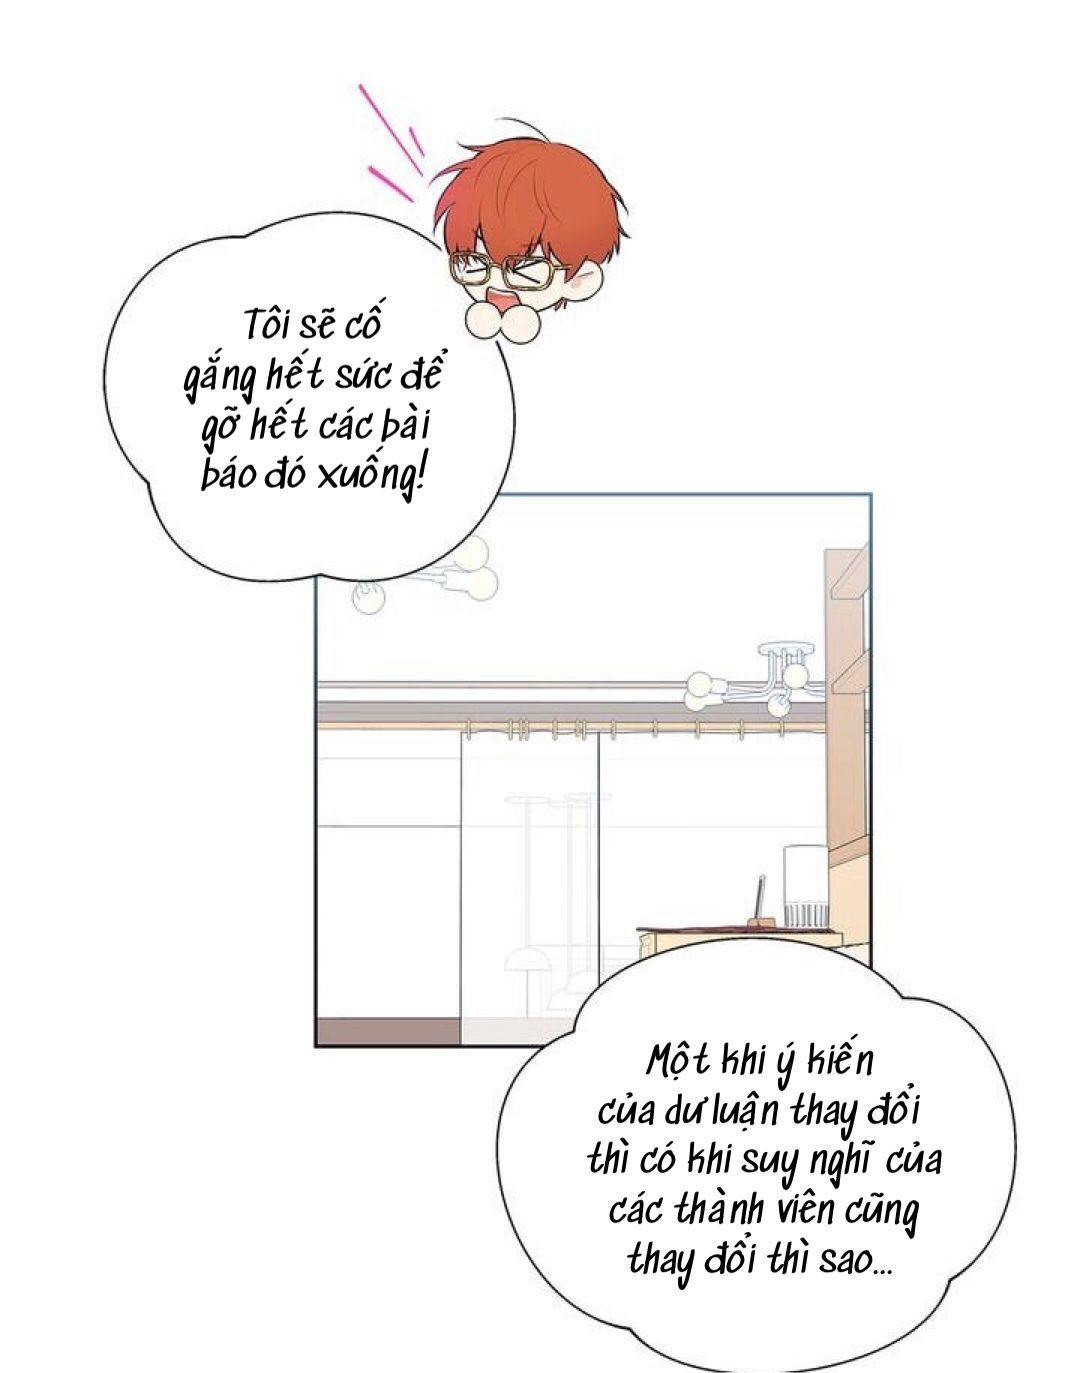 Tôi sẽ cố
gắng hết sức để
gỡ hết các bài
báo đó xuống!
Một khi ý kiến
của dư luận thay đổi
thì có khi suy nghĩ của
các thành viên cũng
thay đổi thì sao...